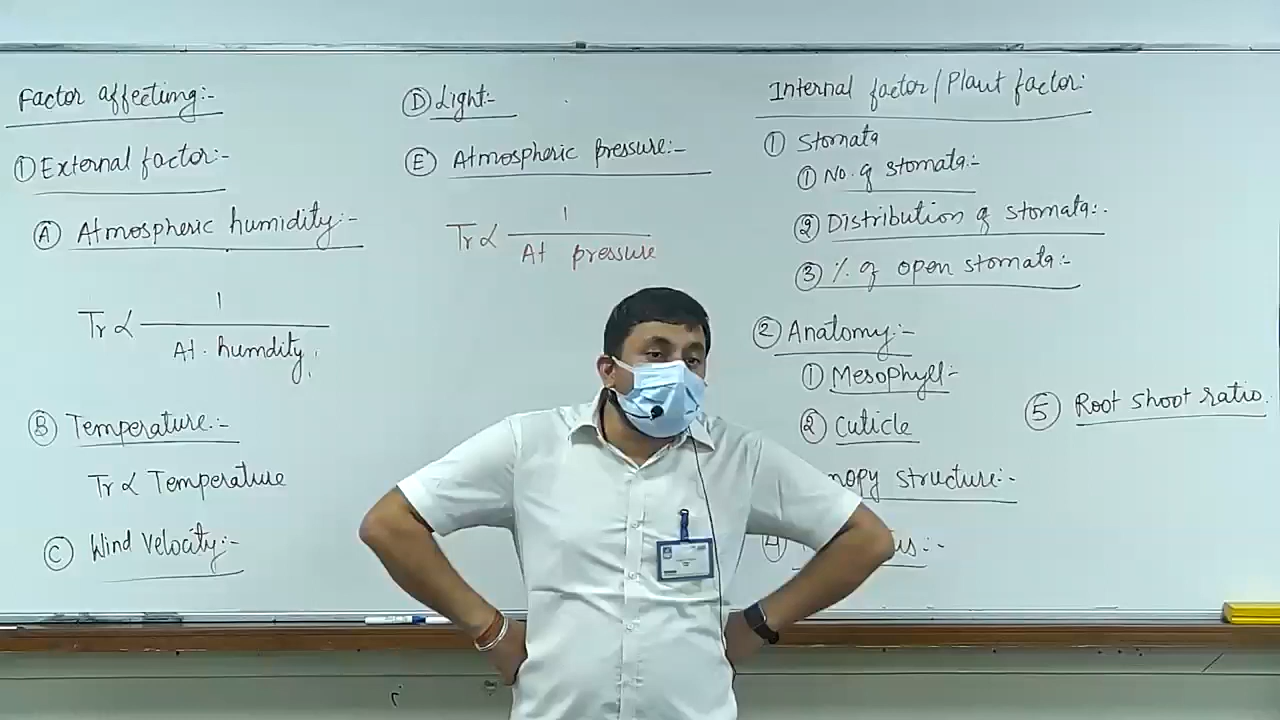 Factor affecting:-
① External factor:-
Ⓐ Atmospheric humidity:-
Tr ∝ 1
At. humdity
Ⓑ Temperature:-
Tr ∝ Temperature
Ⓒ Wind velocity:-
Ⓓ Light:-
Ⓔ Atmospheric pressure:-
Tr ∝ 1
At pressure
Internal factor/Plant factor:
① Stomata
① No. of stomata:-
② Distribution of stomata:-
③ % of open stomata:-
② Anatomy:-
① Mesophyll:-
② Cuticle
structure:-
④
⑤ Root shoot ratio